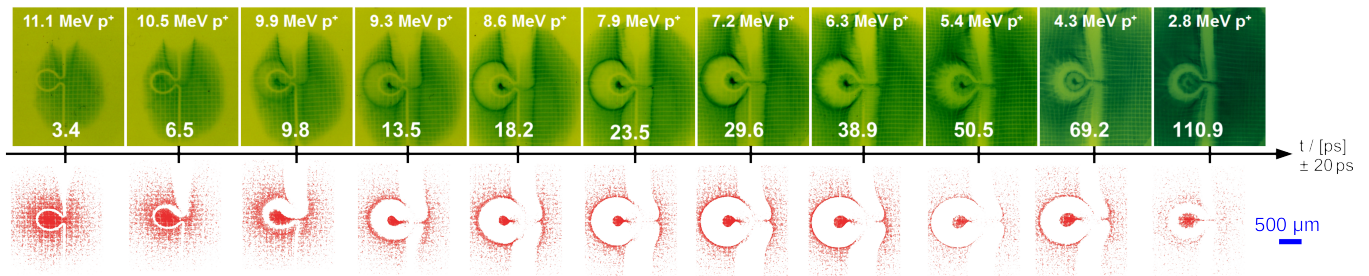 11.1 MeV p⁺ 10.5 MeV p⁺ 9.9 MeV p⁺ 9.3 MeV p⁺ 8.6 MeV p⁺ 7.9 MeV p⁺ 7.2 MeV p⁺ 6.3 MeV p⁺ 5.4 MeV p⁺ 4.3 MeV p⁺ 2.8 MeV p⁺
3.4 6.5 9.8 13.5 18.2 23.5 29.6 38.9 50.5 69.2 110.9
t / [ps]
± 20 ps
500 µm